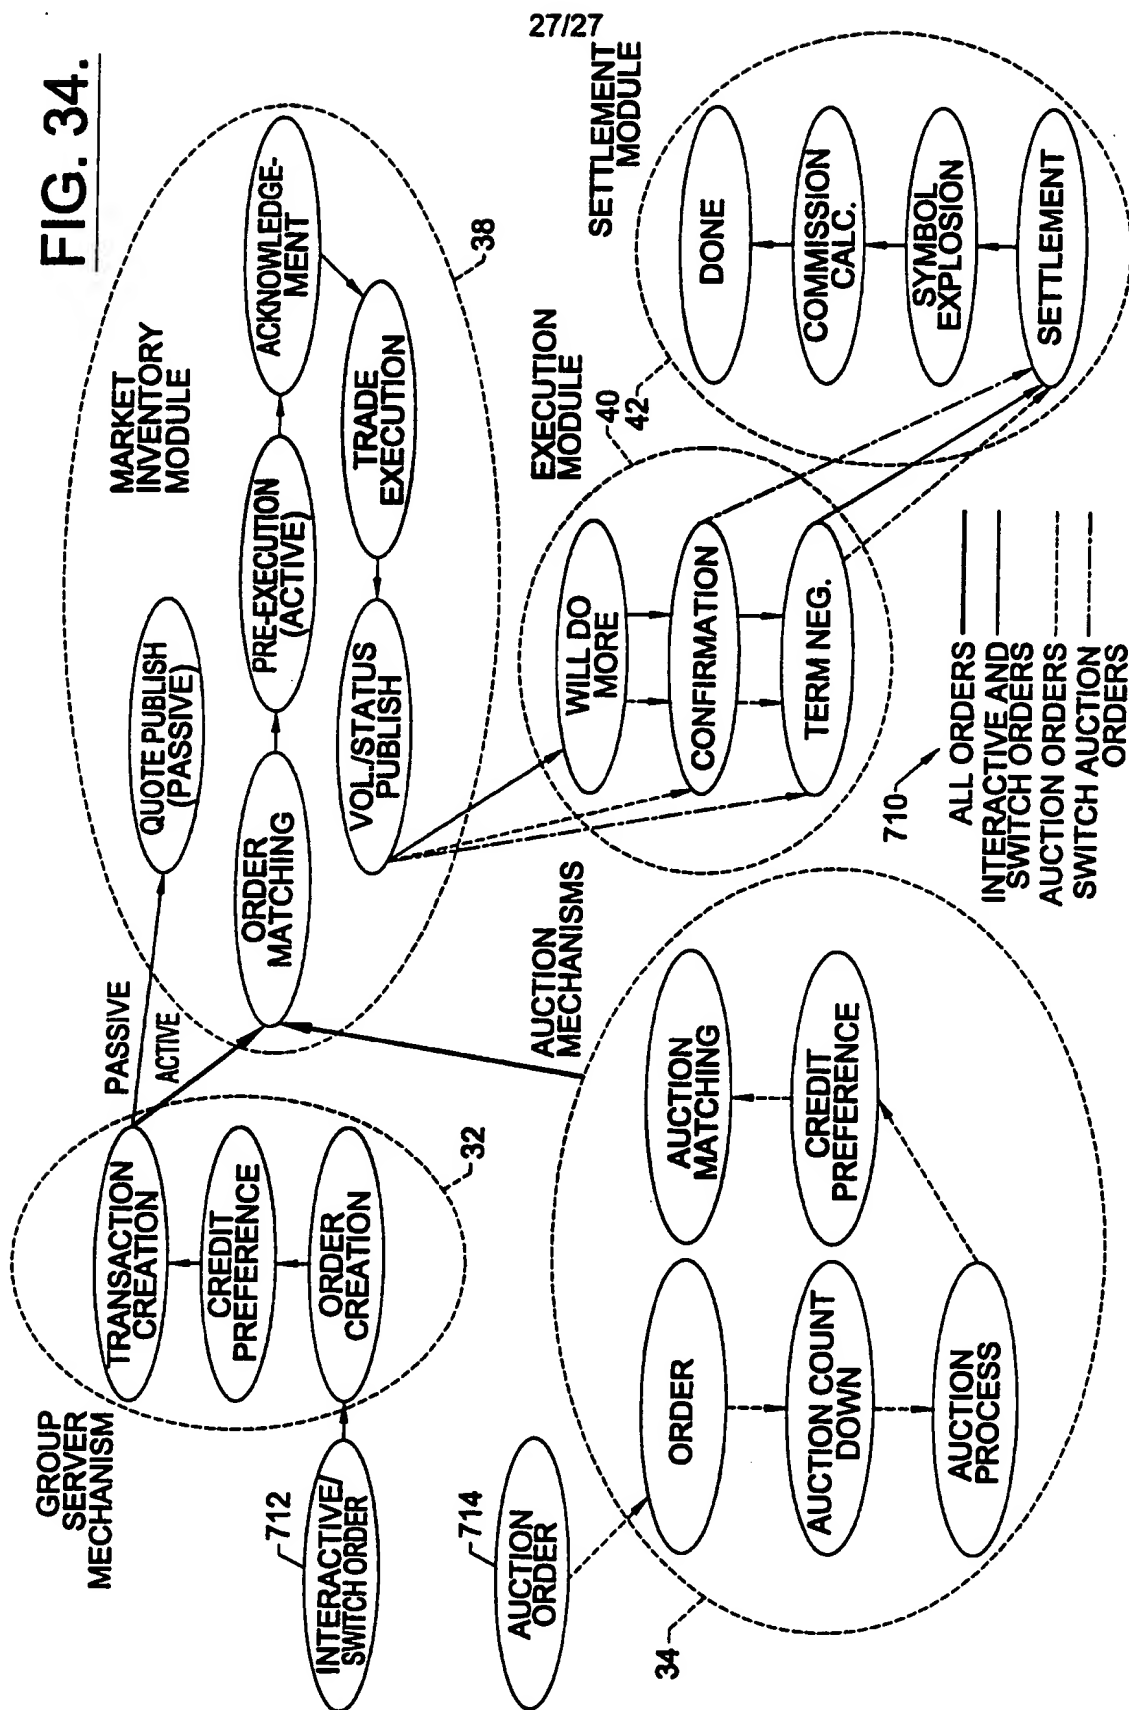 27/27
FIG. 34.
GROUP
SERVER
MECHANISM
712
INTERACTIVE/
SWITCH ORDER
TRANSACTION
CREATION
CREDIT
PREFERENCE
ORDER
CREATION
32
PASSIVE
ACTIVE
MARKET
INVENTORY
MODULE
QUOTE PUBLISH
(PASSIVE)
ORDER
MATCHING
PRE-EXECUTION
(ACTIVE)
ACKNOWLEDGE-
MENT
TRADE
EXECUTION
VOL./STATUS
PUBLISH
38
714
AUCTION
ORDER
AUCTION
MECHANISMS
ORDER
AUCTION COUNT
DOWN
AUCTION
PROCESS
CREDIT
PREFERENCE
AUCTION
MATCHING
34
EXECUTION
MODULE
40
WILL DO
MORE
CONFIRMATION
TERM NEG.
SETTLEMENT
MODULE
42
DONE
COMMISSION
CALC.
SYMBOL
EXPLOSION
SETTLEMENT
710
ALL ORDERS
INTERACTIVE AND
SWITCH ORDERS
AUCTION ORDERS
SWITCH AUCTION
ORDERS